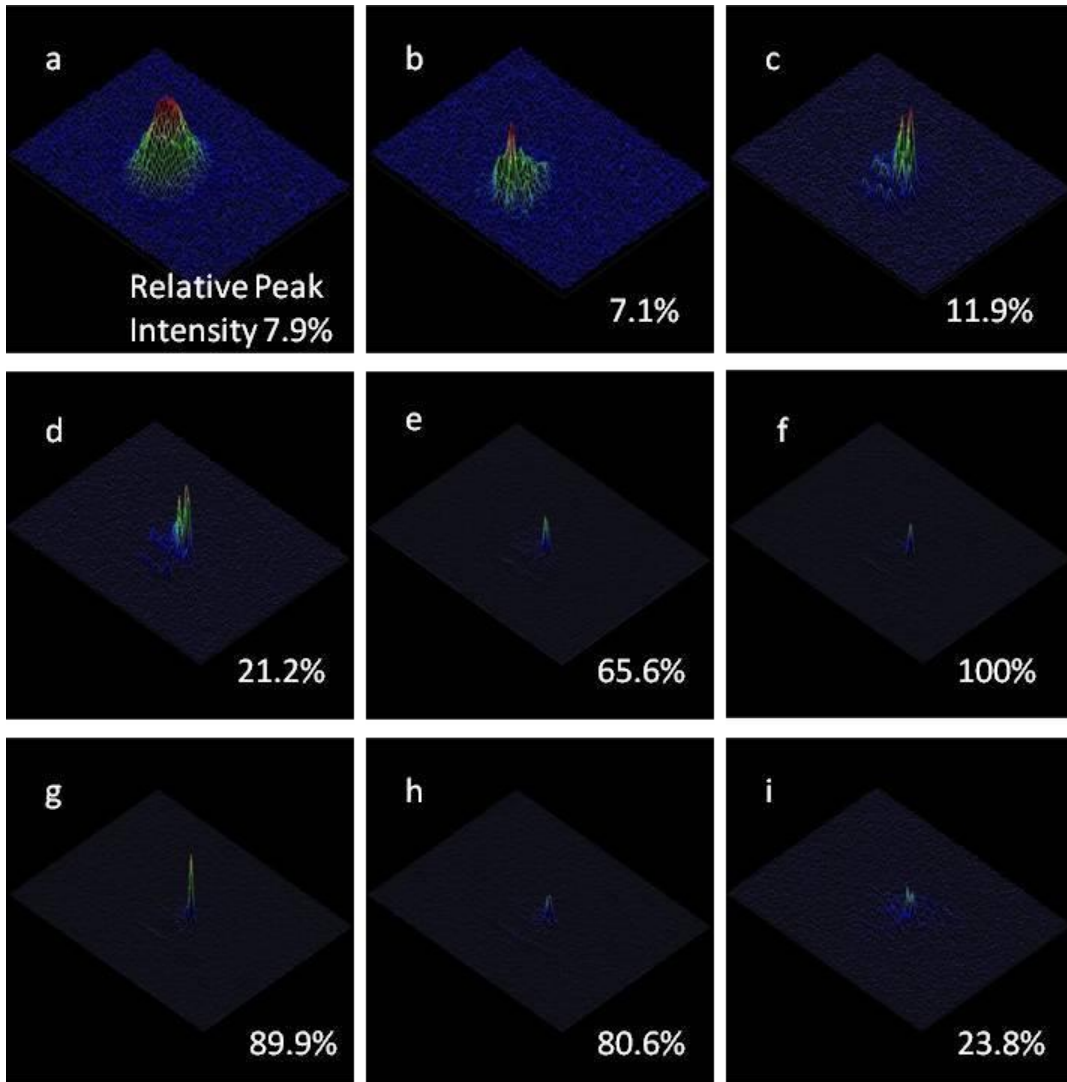 a
b
c
Relative Peak
Intensity 7.9%
7.1%
11.9%
d
e
f
21.2%
65.6%
100%
g
h
i
89.9%
80.6%
23.8%